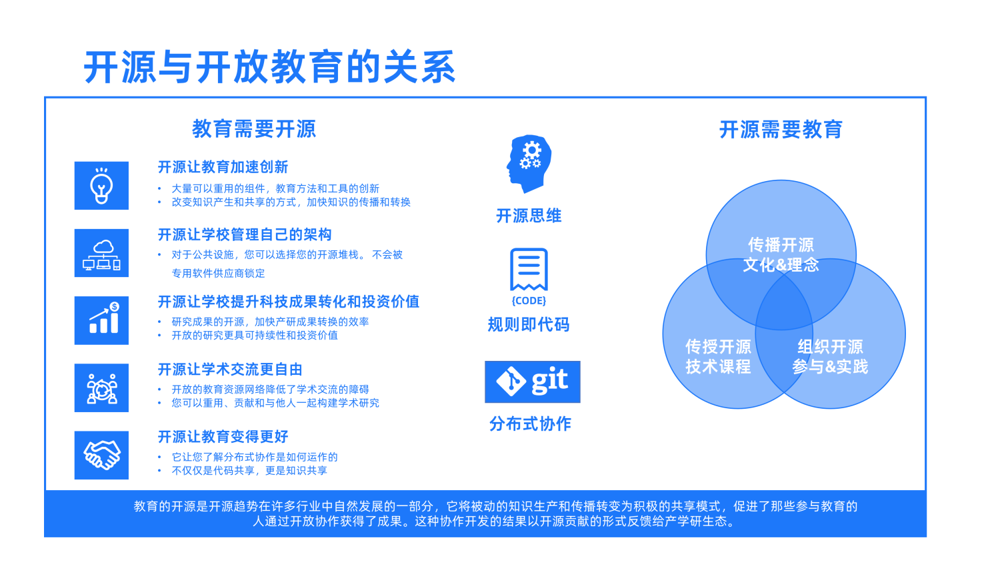 开源与开放教育的关系
教育需要开源
开源让教育加速创新
• 大量可以重用的组件，教育方法和工具的创新
• 改变知识产生和共享的方式，加快知识的传播和转换
开源让学校管理自己的架构
• 对于公共设施，您可以选择您的开源堆栈。 不会被
专用软件供应商锁定
$
开源让学校提升科技成果转化和投资价值
• 研究成果的开源，加快产研成果转换的效率
• 开放的研究更具可持续性和投资价值
开源让学术交流更自由
• 开放的教育资源网络降低了学术交流的障碍
• 您可以重用、贡献和与他人一起构建学术研究
开源让教育变得更好
• 它让您了解分布式协作是如何运作的
• 不仅仅是代码共享，更是知识共享
开源思维
{CODE}
规则即代码
git
分布式协作
开源需要教育
传播开源
文化&理念
传授开源
技术课程
组织开源
参与&实践
教育的开源是开源趋势在许多行业中自然发展的一部分，它将被动的知识生产和传播转变为积极的共享模式，促进了那些参与教育的
人通过开放协作获得了成果。这种协作开发的结果以开源贡献的形式反馈给产学研生态。